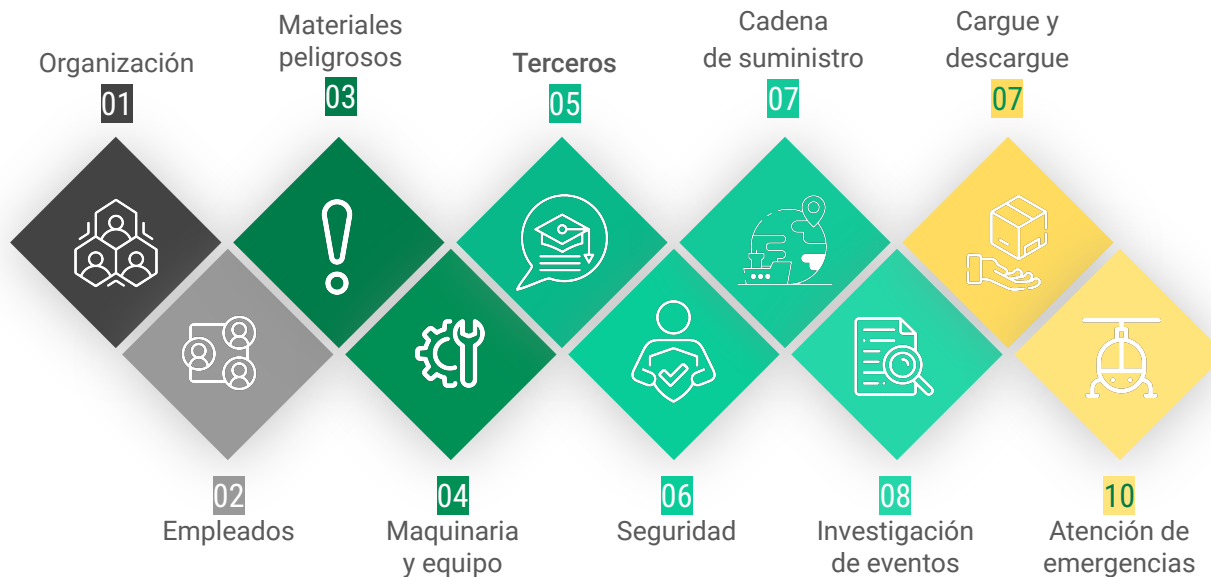 Organización
01
02
Empleados
Materiales
peligrosos
03
04
Maquinaria
y equipo
Terceros
05
06
Seguridad
Cadena
de suministro
07
08
Investigación
de eventos
Cargue y
descargue
07
10
Atención de
emergencias